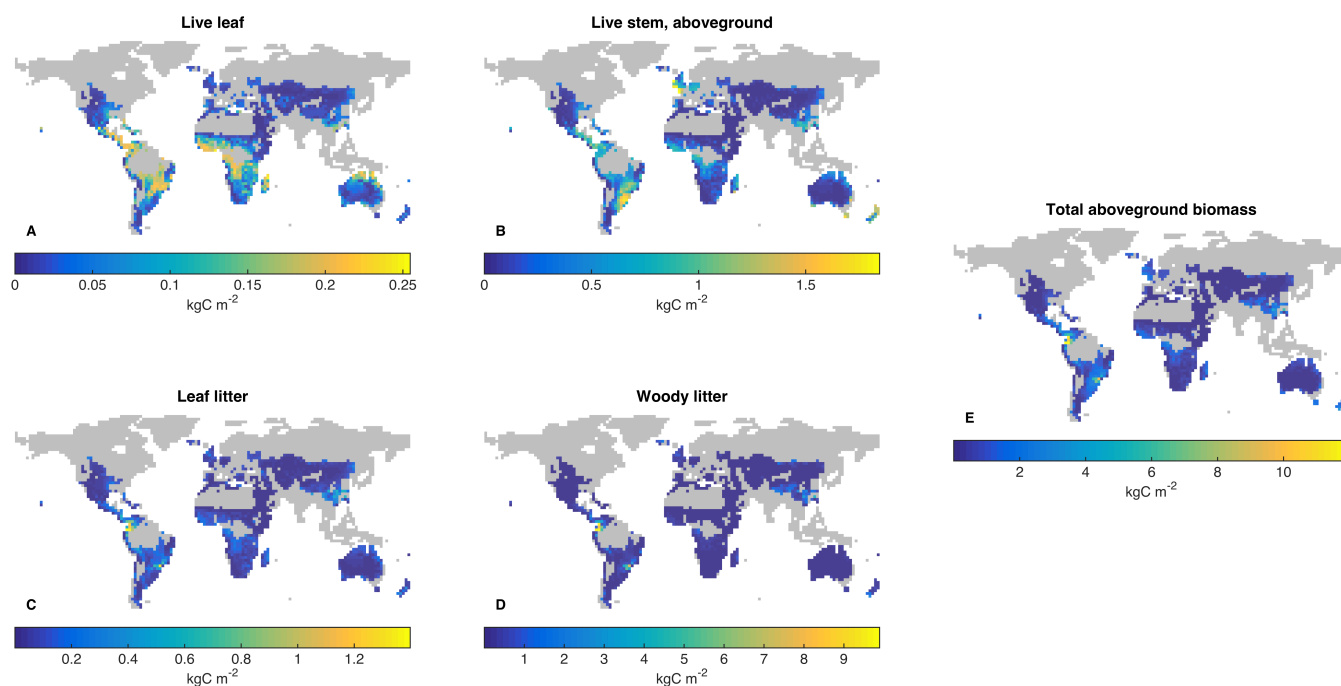 Live leaf
A
0 0.05 0.1 0.15 0.2 0.25
kgC m-2
Live stem, aboveground
B
0 0.5 1 1.5
kgC m-2
Total aboveground biomass
E
2 4 6 8 10
kgC m-2
Leaf litter
C
0.2 0.4 0.6 0.8 1 1.2
kgC m-2
Woody litter
D
1 2 3 4 5 6 7 8 9
kgC m-2